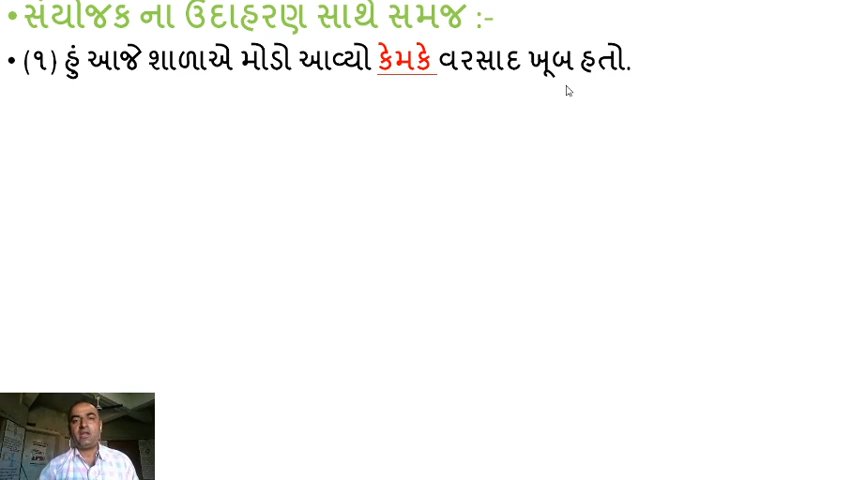 •સંયોજક ના ઉદાહરણ સાથે સમજ :-
• (૧) હું આજે શાળાએ મોડો આવ્યો કેમકે વરસાદ ખૂબ હતો.